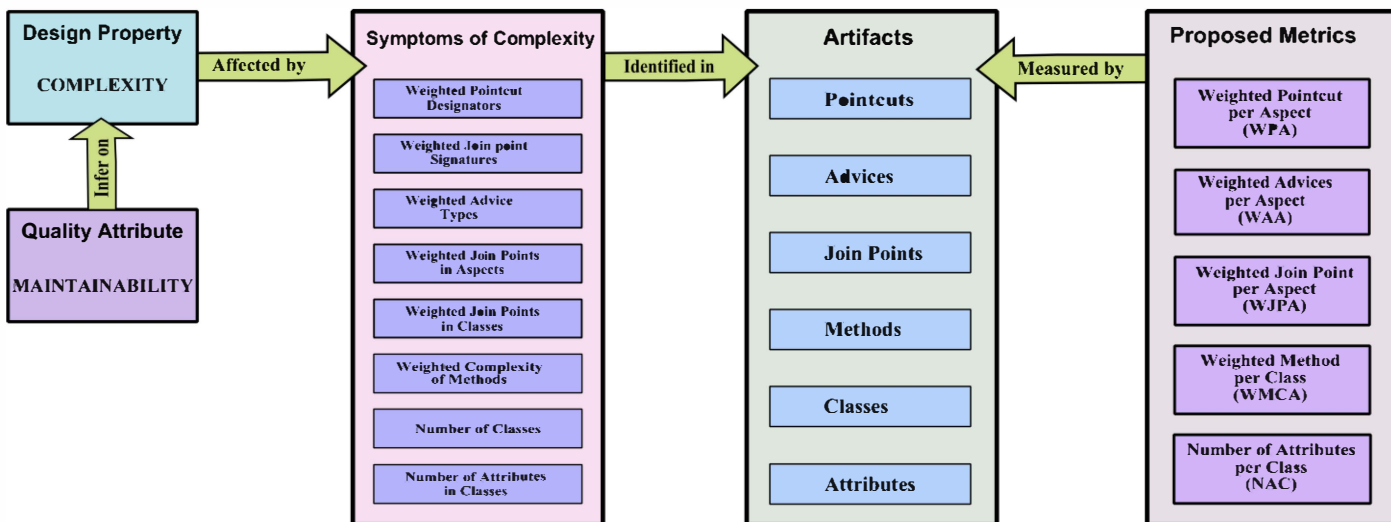 Design Property
COMPLEXITY
Affected by
Infer on
Quality Attribute
MAINTAINABILITY
Symptoms of Complexity
Weighted Pointcut
Designators
Weighted Join point
Signatures
Weighted Advice
Types
Weighted Join Points
in Aspects
Weighted Join Points
in Classes
Weighted Complexity
of Methods
Number of Classes
Number of Attributes
in Classes
Identified in
Artifacts
Pointcuts
Advices
Join Points
Methods
Classes
Attributes
Measured by
Proposed Metrics
Weighted Pointcut
per Aspect
(WPA)
Weighted Advices
per Aspect
(WAA)
Weighted Join Point
per Aspect
(WJPA)
Weighted Method
per Class
(WMCA)
Number of Attributes
per Class
(NAC)